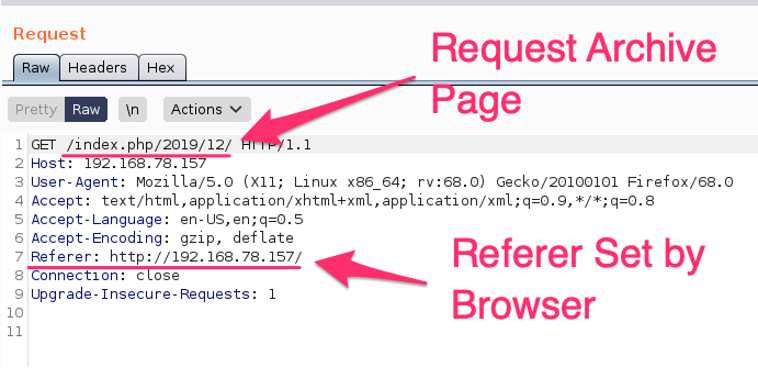 Request
Raw Headers Hex
Pretty Raw \n Actions
Request Archive
Page
1 GET /index.php/2019/12/ HTTP/1.1
2 Host: 192.168.78.157
3 User-Agent: Mozilla/5.0 (X11; Linux x86_64; rv:68.0) Gecko/20100101 Firefox/68.0
4 Accept: text/html,application/xhtml+xml,application/xml;q=0.9,*/*;q=0.8
5 Accept-Language: en-US,en;q=0.5
6 Accept-Encoding: gzip, deflate
7 Referer: http://192.168.78.157/
8 Connection: close
9 Upgrade-Insecure-Requests: 1
10
11
Referer Set by
Browser